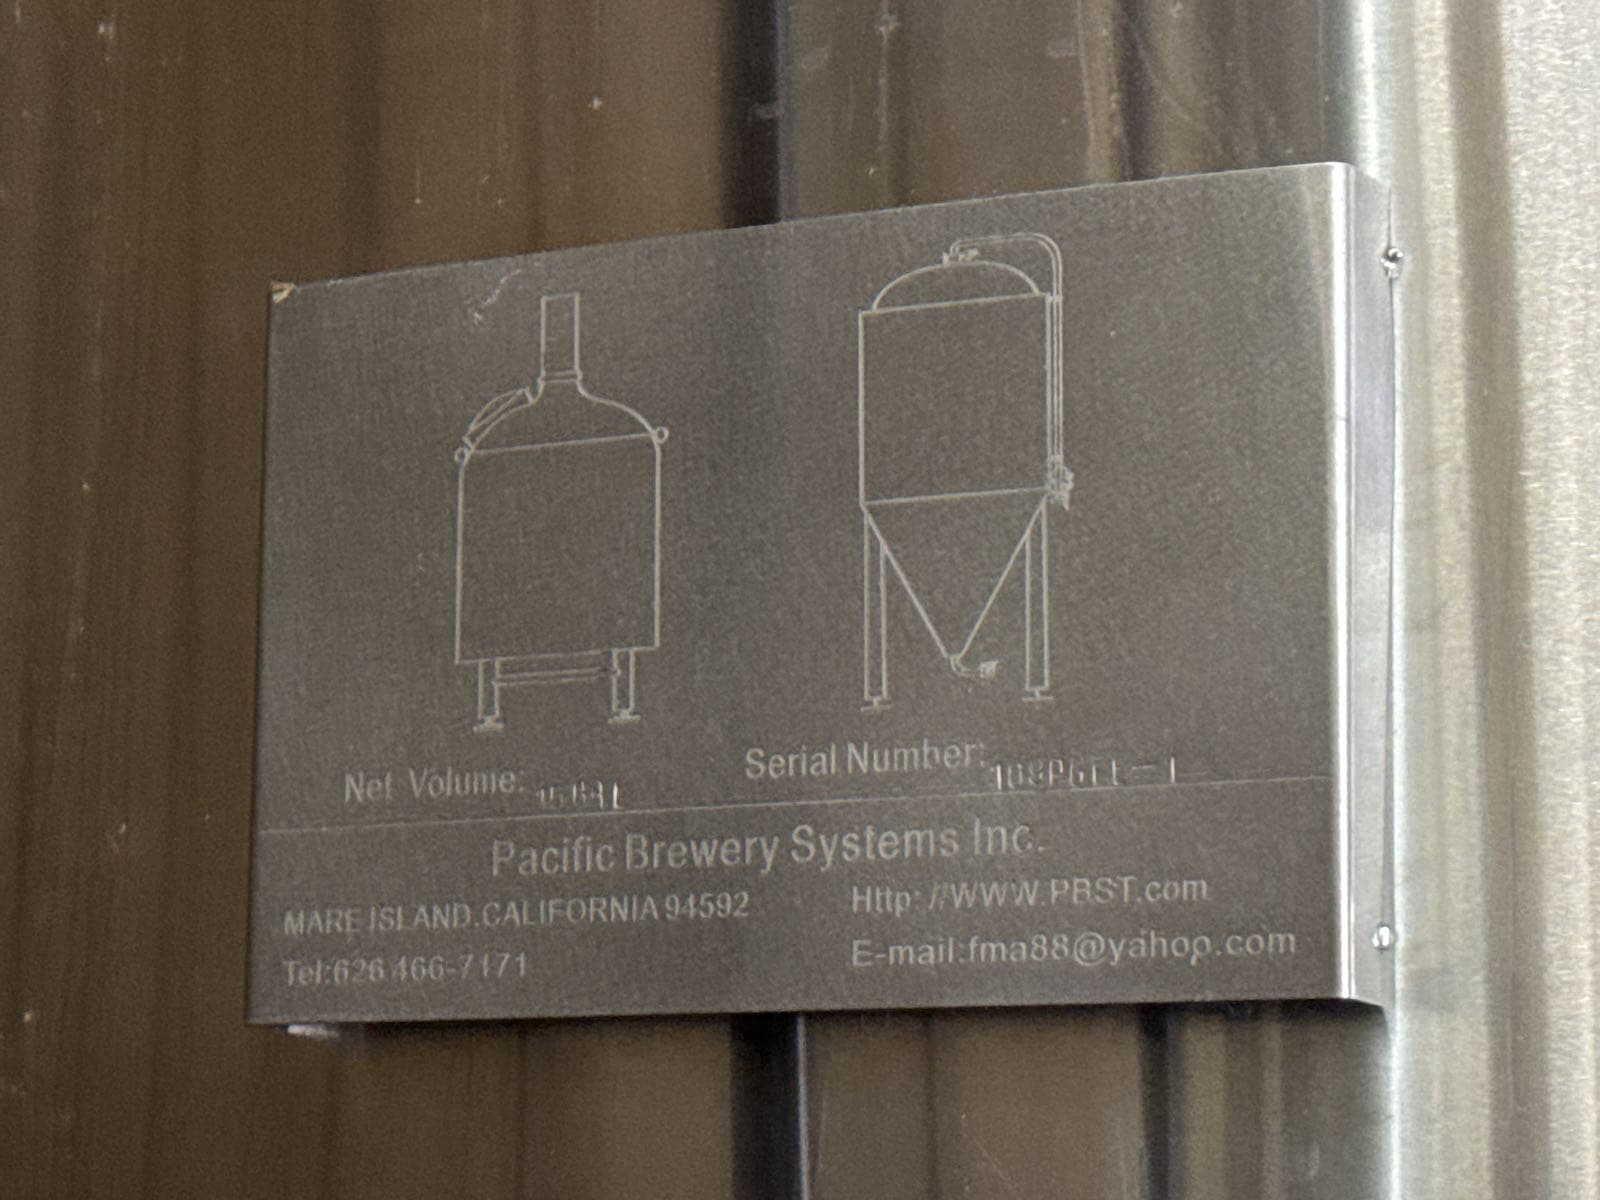 Net Volume:
Serial Number:
Pacific Brewery Systems Inc.
MARE ISLAND.CALIFORNIA 94592
Http: //WWW.PBST.com
Tel:626 466-7171
E-mail:fma88@yahoo.com